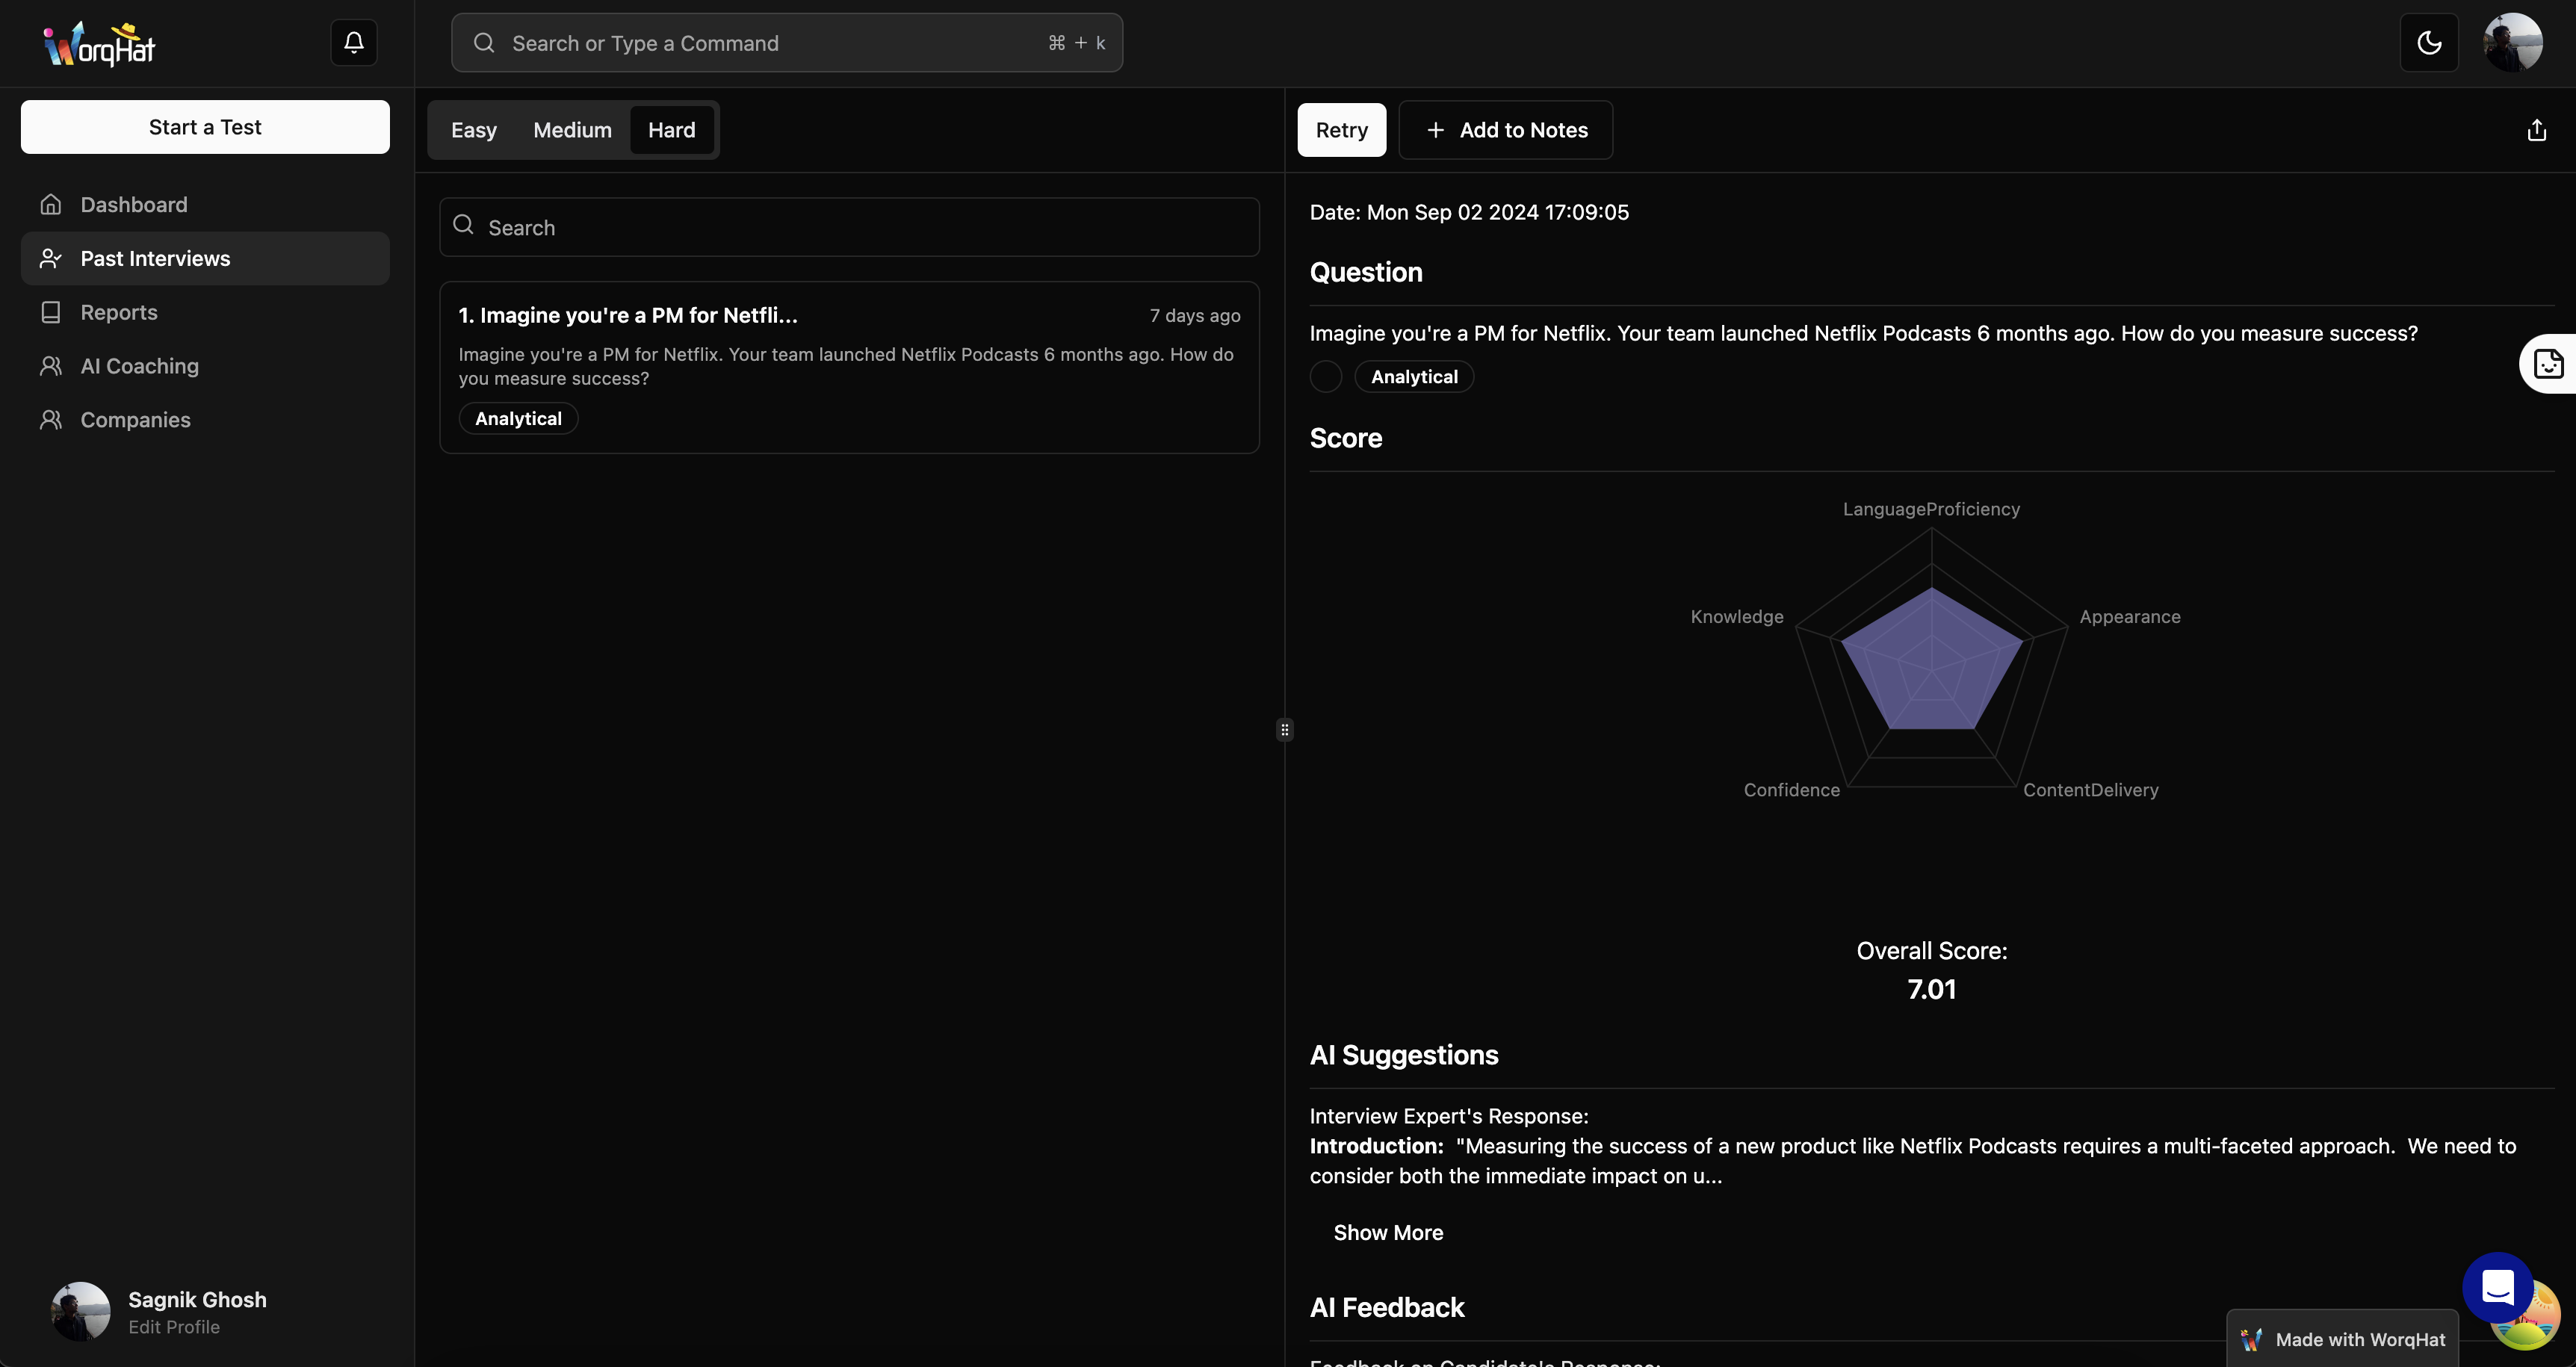 WorqHat
Search or Type a Command
⌘ + k
Start a Test
Dashboard
Past Interviews
Reports
AI Coaching
Companies
Sagnik Ghosh
Edit Profile
Easy
Medium
Hard
Search
1. Imagine you're a PM for Netfli...
7 days ago
Imagine you're a PM for Netflix. Your team launched Netflix Podcasts 6 months ago. How do
you measure success?
Analytical
Retry
+ Add to Notes
Date: Mon Sep 02 2024 17:09:05
Question
Imagine you're a PM for Netflix. Your team launched Netflix Podcasts 6 months ago. How do you measure success?
Analytical
Score
LanguageProficiency
Knowledge
Appearance
Confidence
ContentDelivery
Overall Score:
7.01
AI Suggestions
Interview Expert's Response:
Introduction: "Measuring the success of a new product like Netflix Podcasts requires a multi-faceted approach. We need to
consider both the immediate impact on u...
Show More
AI Feedback
Feedback on Candidate's Response:
Made with WorqHat